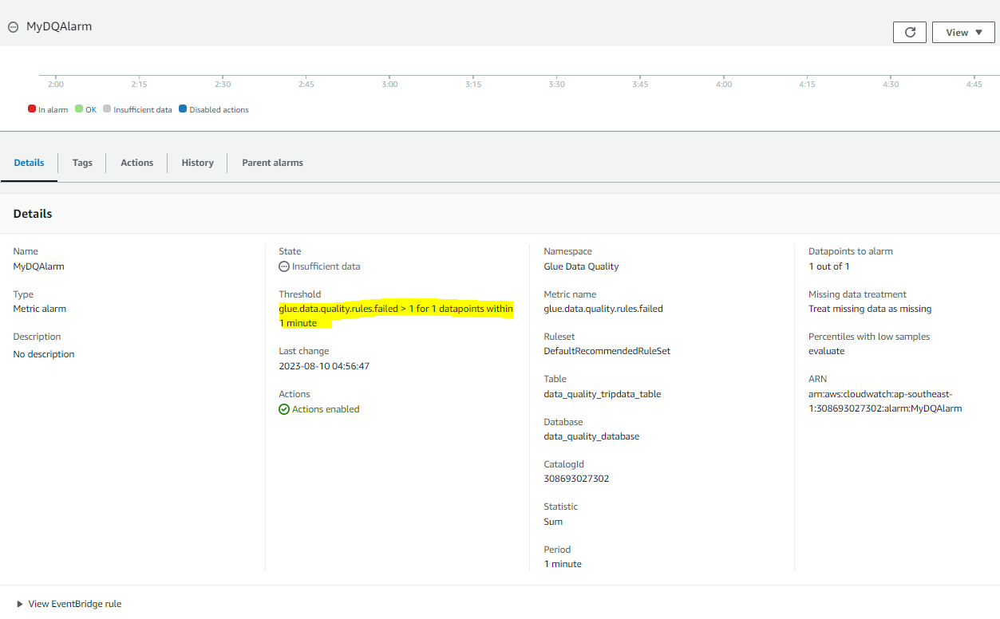 MyDQAlarm
View
2:00 2:15 2:30 2:45 3:00 3:15 3:30 3:45 4:00 4:15 4:30 4:45
In alarm OK Insufficient data Disabled actions
Details Tags Actions History Parent alarms
Details
Name
MyDQAlarm
Type
Metric alarm
Description
No description
State
Insufficient data
Threshold
glue.data.quality.rules.failed > 1 for 1 datapoints within
1 minute
Last change
2023-08-10 04:56:47
Actions
Actions enabled
Namespace
Glue Data Quality
Metric name
glue.data.quality.rules.failed
Ruleset
DefaultRecommendedRuleSet
Table
data_quality_tripdata_table
Database
data_quality_database
CatalogId
308693027302
Statistic
Sum
Period
1 minute
Datapoints to alarm
1 out of 1
Missing data treatment
Treat missing data as missing
Percentiles with low samples
evaluate
ARN
arn:aws:cloudwatch:ap-southeast-
1:308693027302:alarm:MyDQAlarm
View EventBridge rule